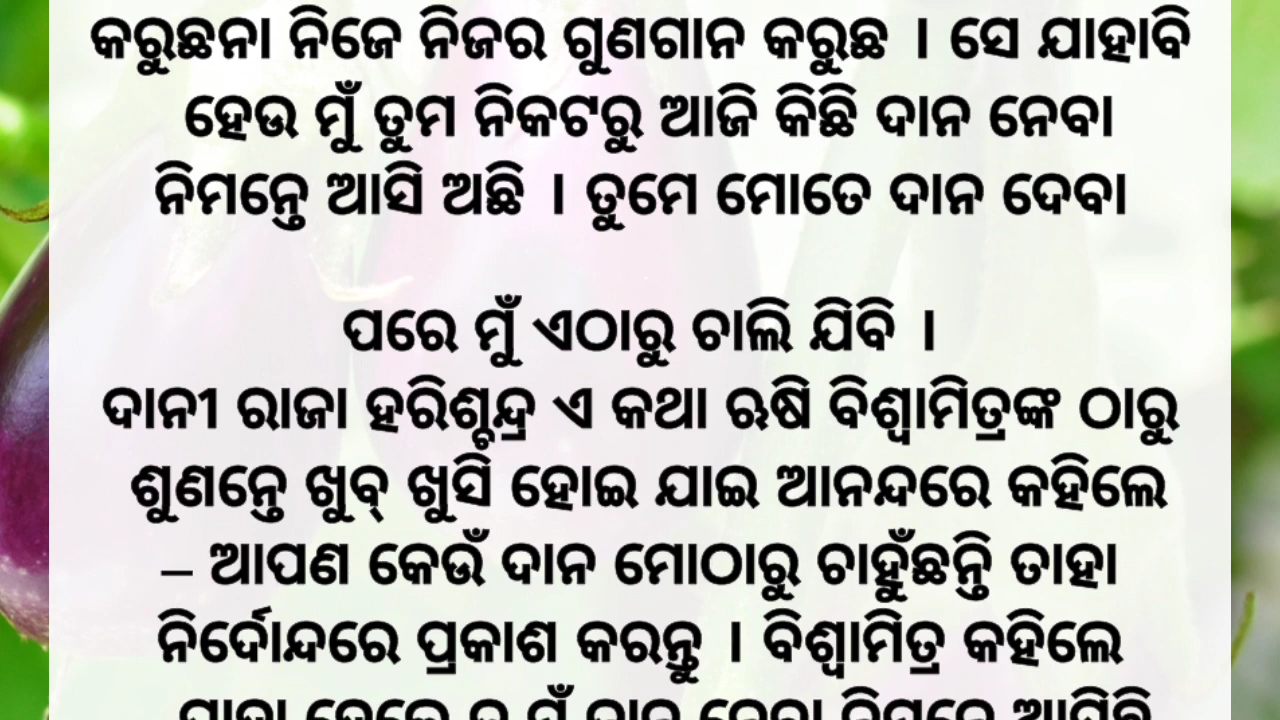 କରୁଛନା ନିଜେ ନିଜର ଗୁଣଗାନ କରୁଛ । ସେ ଯାହାବି
ହେଉ ମୁଁ ତୁମ ନିକଟରୁ ଆଜି କିଛି ଦାନ ନେବା
ନିମନ୍ତେ ଆସି ଅଛି । ତୁମେ ମୋତେ ଦାନ ଦେବା
ପରେ ମୁଁ ଏଠାରୁ ଚାଲି ଯିବି ।
ଦାନୀ ରାଜା ହରିଶ୍ଚନ୍ଦ୍ର ଏ କଥା ଋଷି ବିଶ୍ୱାମିତ୍ରଙ୍କ ଠାରୁ
ଶୁଣନ୍ତେ ଖୁବ୍ ଖୁସି ହୋଇ ଯାଇ ଆନନ୍ଦରେ କହିଲେ
– ଆପଣ କେଉଁ ଦାନ ମୋଠାରୁ ଚାହୁଁଛନ୍ତି ତାହା
ନିର୍ଦୋନ୍ଦରେ ପ୍ରକାଶ କରନ୍ତୁ । ବିଶ୍ୱାମିତ୍ର କହିଲେ